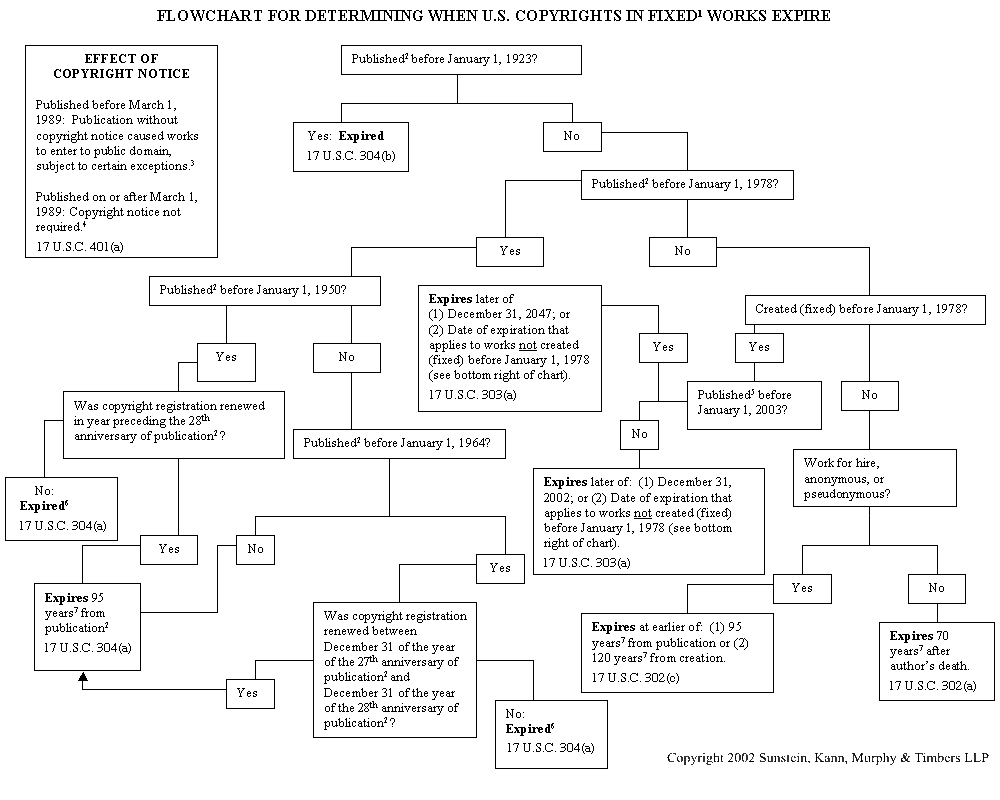 FLOWCHART FOR DETERMINING WHEN U.S. COPYRIGHTS IN FIXED¹ WORKS EXPIRE
EFFECT OF
COPYRIGHT NOTICE
Published before March 1,
1989: Publication without
copyright notice caused works
to enter to public domain,
subject to certain exceptions.³
Published on or after March 1,
1989: Copyright notice not
required.⁴
17 U.S.C. 401(a)
Published² before January 1, 1923?
Yes: Expired
17 U.S.C. 304(b)
No
Published² before January 1, 1978?
Yes
No
Published² before January 1, 1950?
Yes
No
Was copyright registration renewed
in year preceding the 28th
anniversary of publication²?
No:
Expired⁶
17 U.S.C. 304(a)
Yes
Expires 95
years⁷ from
publication²
17 U.S.C. 304(a)
Published² before January 1, 1964?
No
Yes
Was copyright registration
renewed between
December 31 of the year
of the 27th anniversary of
publication² and
December 31 of the year
of the 28th anniversary of
publication²?
Yes
No:
Expired⁶
17 U.S.C. 304(a)
Expires later of
(1) December 31, 2047; or
(2) Date of expiration that
applies to works not created
(fixed) before January 1, 1978
(see bottom right of chart).
17 U.S.C. 303(a)
Created (fixed) before January 1, 1978?
Yes
Yes
Published⁵ before
January 1, 2003?
No
No
Expires later of: (1) December 31,
2002; or (2) Date of expiration that
applies to works not created (fixed)
before January 1, 1978 (see bottom
right of chart).
17 U.S.C. 303(a)
Work for hire,
anonymous, or
pseudonymous?
Yes
No
Expires at earlier of: (1) 95
years⁷ from publication or (2)
120 years⁷ from creation.
17 U.S.C. 302(c)
Expires 70
years⁷ after
author's death.
17 U.S.C. 302(a)
Copyright 2002 Sunstein, Kann, Murphy & Timbers LLP